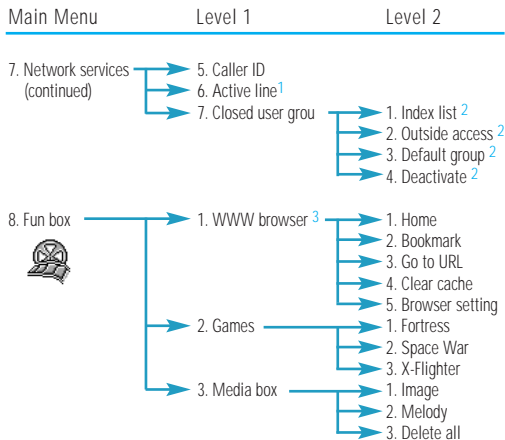 Main Menu Level 1 Level 2
7. Network services 5. Caller ID
(continued) 6. Active line1
7. Closed user grou 1. Index list 2
2. Outside access 2
3. Default group 2
4. Deactivate 2
8. Fun box 1. WWW browser 3 1. Home
2. Bookmark
3. Go to URL
4. Clear cache
5. Browser setting
2. Games 1. Fortress
2. Space War
3. X-Flighter
3. Media box 1. Image
2. Melody
3. Delete all